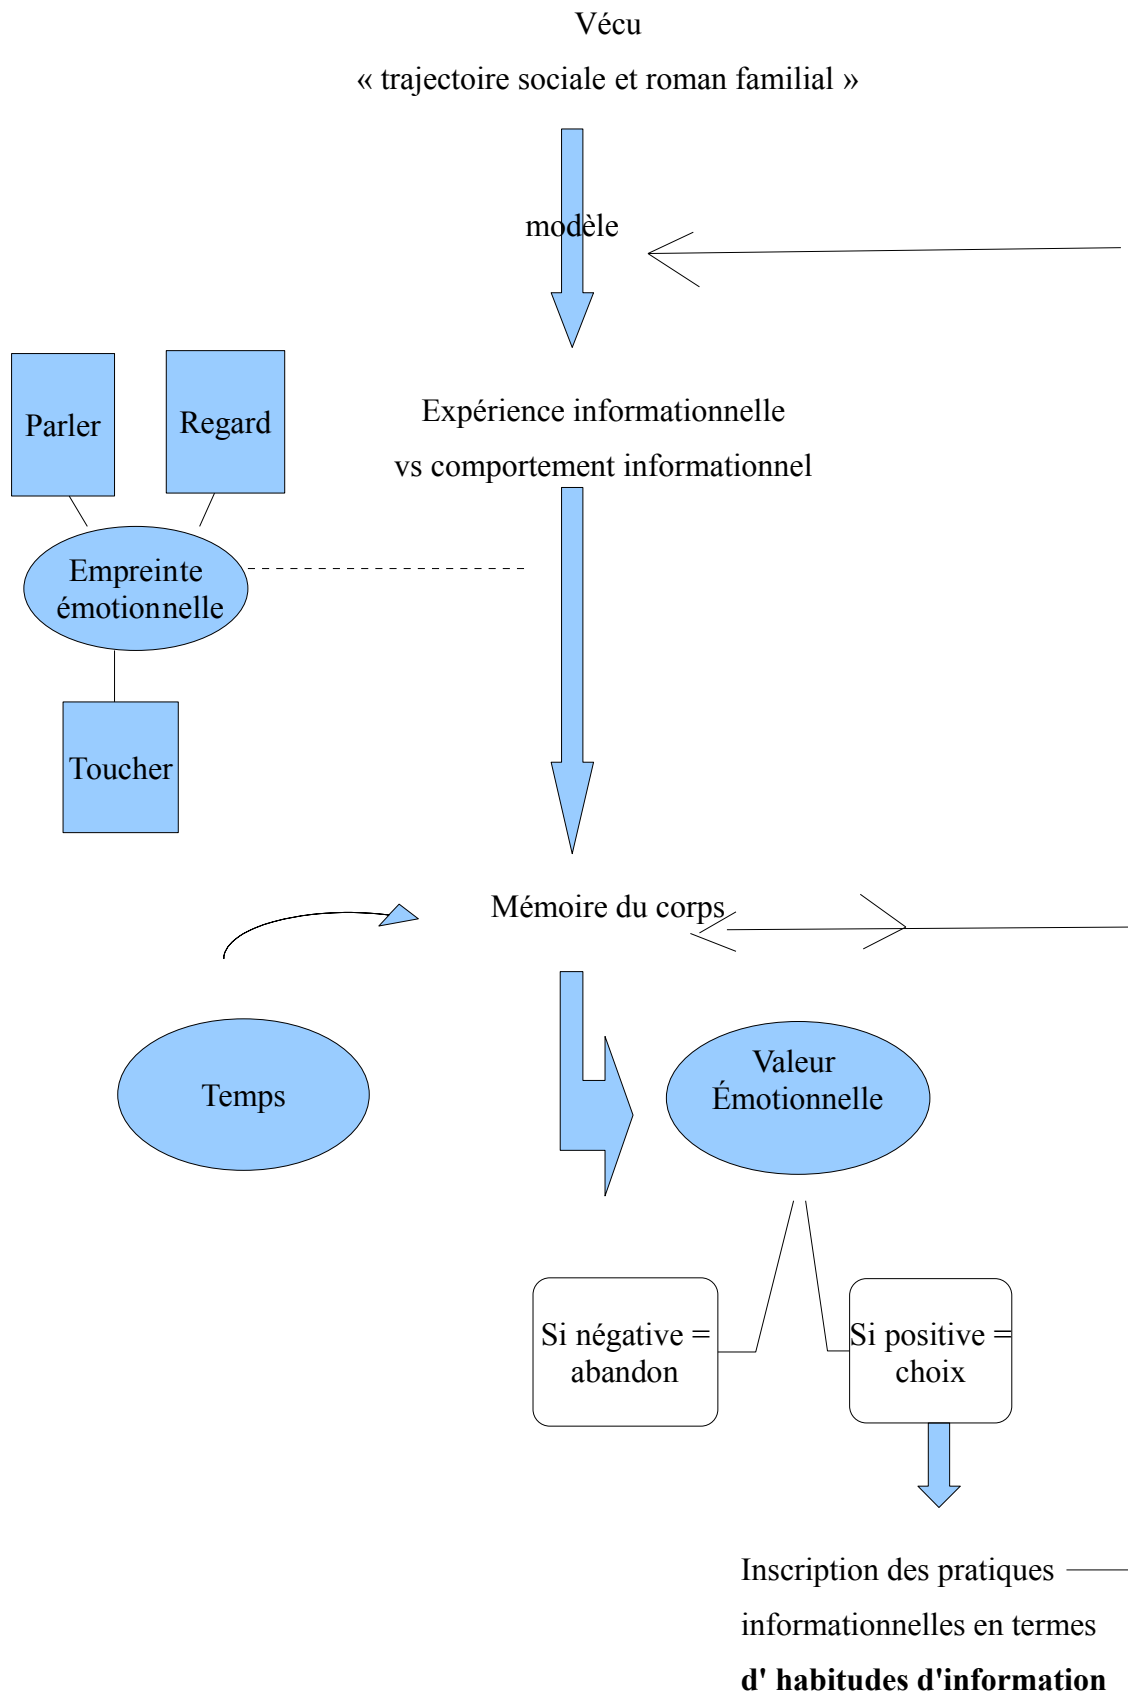 Vécu
« trajectoire sociale et roman familial »
modèle
Parler
Regard
Expérience informationnelle
vs comportement informationnel
Empreinte
émotionnelle
Toucher
Mémoire du corps
Temps
Valeur
Émotionnelle
Si négative =
abandon
Si positive =
choix
Inscription des pratiques
informationnelles en termes
d' habitudes d'information